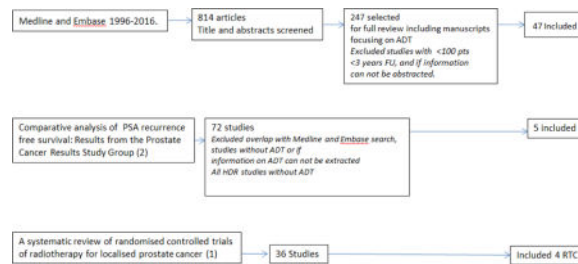 Medline and Embase 1996-2016.
814 articles
Title and abstracts screened
247 selected
for full review including manuscripts
focusing on ADT
Excluded studies with <100 pts
<3 years FU, and if information
can not be abstracted.
47 Included
Comparative analysis of PSA recurrence
free survival: Results from the Prostate
Cancer Results Study Group (2)
72 studies
Excluded overlap with Medline and Embase search,
studies without ADT or if
information on ADT can not be extracted
All HDR studies without ADT
5 Included
A systematic review of randomised controlled trials
of radiotherapy for localised prostate cancer (1)
36 Studies
Included 4 RTC